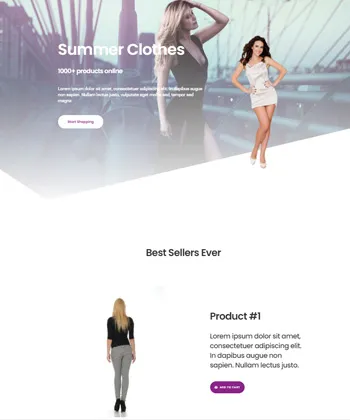 Summer Clothes
1000+ products online
Lorem ipsum dolor sit amet, consectetuer adipiscing elit. In dapibus augue
non sapien. Nullam lectus justo, vulputate eget mollis sed, tempor sed
magna.
Start Shopping
Best Sellers Ever
Product #1
Lorem ipsum dolor sit amet,
consectetuer adipiscing elit.
In dapibus augue non
sapien. Nullam lectus justo.
ADD TO CART